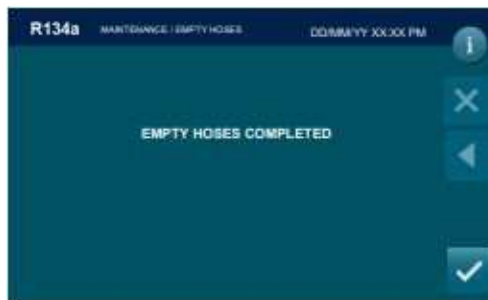 R134a MAINTENANCE / EMPTY HOSES DD/MM/YY XX:XX PM
EMPTY HOSES COMPLETED